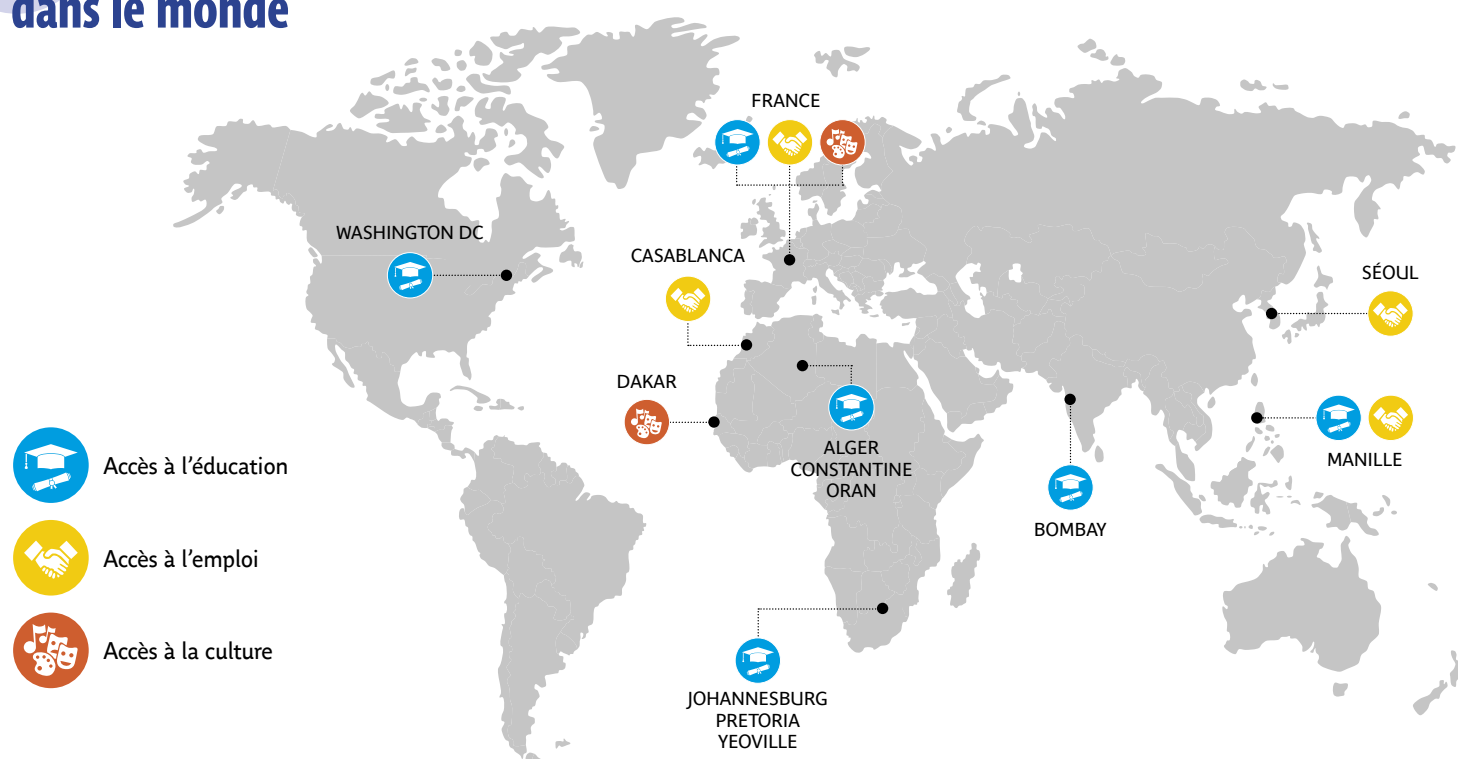 dans le monde
FRANCE
WASHINGTON DC
CASABLANCA
SÉOUL
DAKAR
ALGER
CONSTANTINE
ORAN
MANILLE
BOMBAY
Accès à l’éducation
Accès à l’emploi
Accès à la culture
JOHANNESBURG
PRETORIA
YEOVILLE